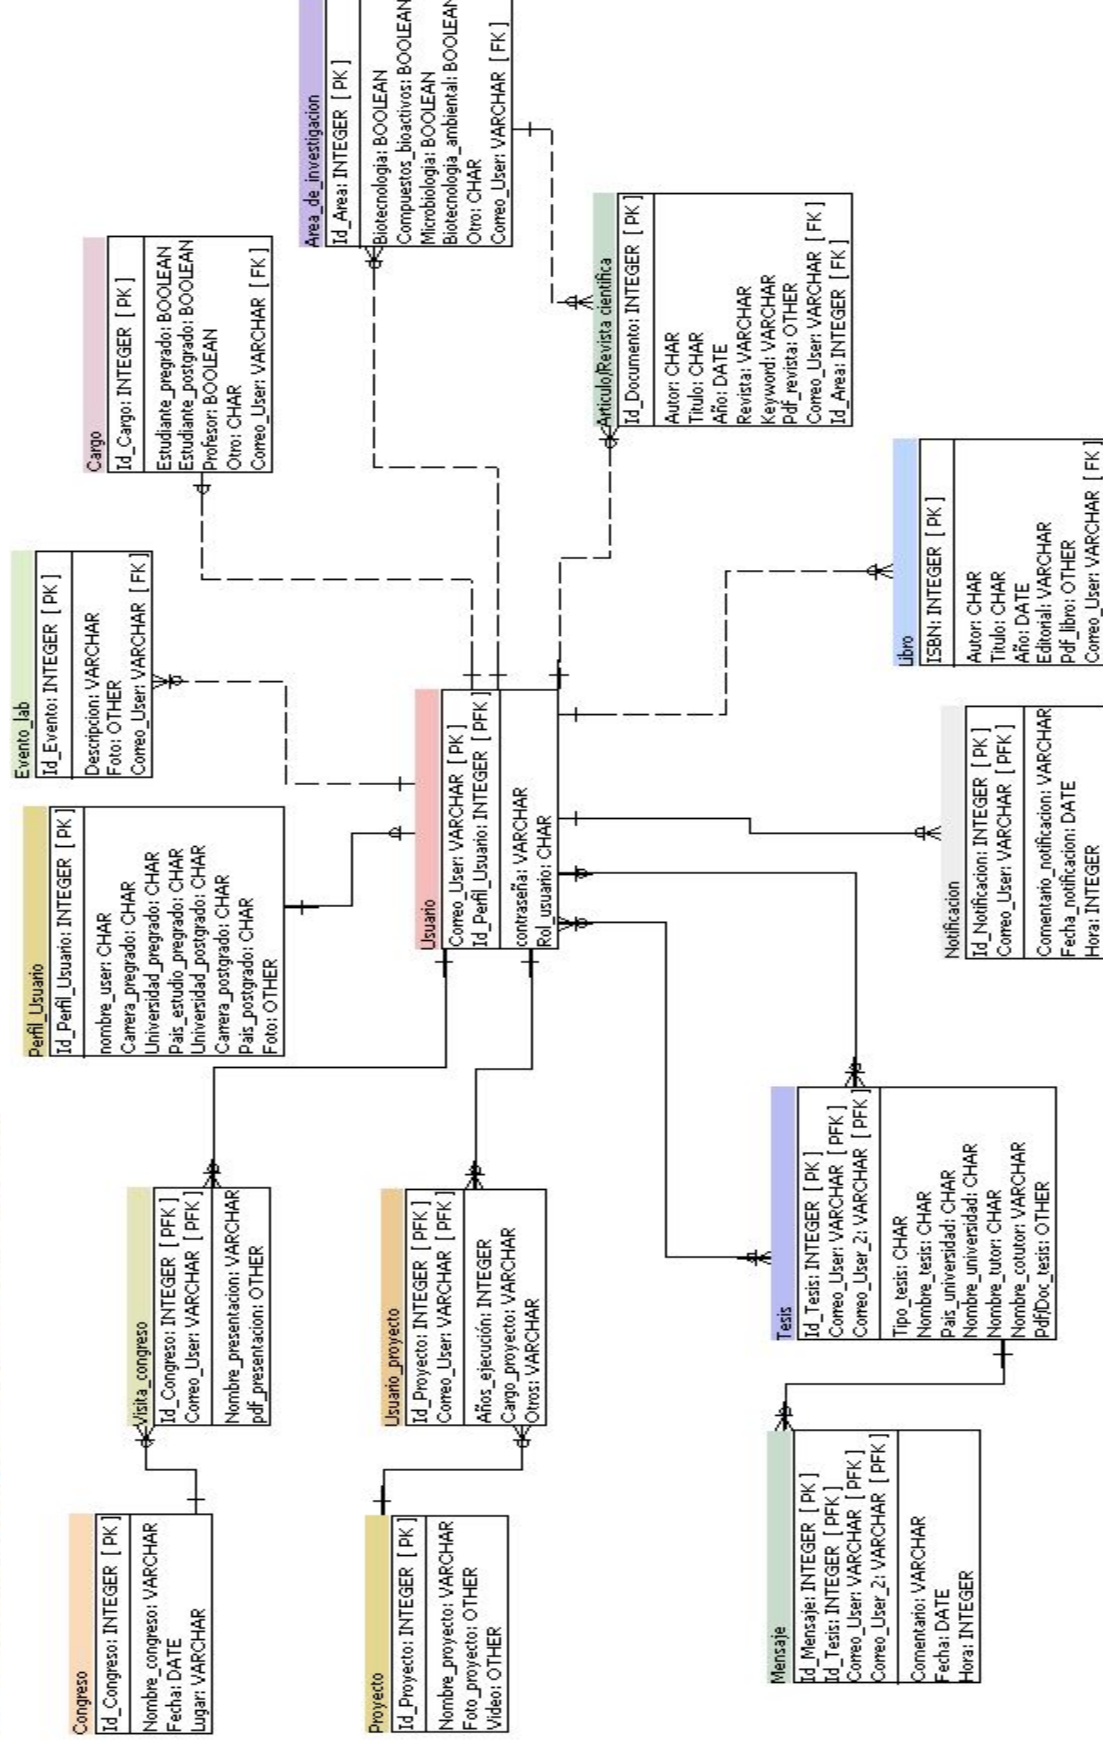 Congreso
Id_Congreso: INTEGER [ PK ]
Nombre_congreso: VARCHAR
Fecha: DATE
Lugar: VARCHAR
Visita_congreso
Id_Congreso: INTEGER [ PFK ]
Correo_User: VARCHAR [ PFK ]
Nombre_presentacion: VARCHAR
pdf_presentacion: OTHER
Perfil_Usuario
Id_Perfil_Usuario: INTEGER [ PK ]
nombre_user: CHAR
Carrera_pregrado: CHAR
Universidad_pregrado: CHAR
Pais_estudio_pregrado: CHAR
Universidad_postgrado: CHAR
Carrera_postgrado: CHAR
Pais_postgrado: CHAR
Foto: OTHER
Evento_lab
Id_Evento: INTEGER [ PK ]
Descripcion: VARCHAR
Foto: OTHER
Correo_User: VARCHAR [ FK ]
Cargo
Id_Cargo: INTEGER [ PK ]
Estudiante_pregrado: BOOLEAN
Estudiante_postgrado: BOOLEAN
Profesor: BOOLEAN
Otro: CHAR
Correo_User: VARCHAR [ FK ]
Area_de_investigacion
Id_Area: INTEGER [ PK ]
Biotecnologia: BOOLEAN
Compuestos_bioactivos: BOOLEAN
Microbiologia: BOOLEAN
Biotecnologia_ambiental: BOOLEAN
Otro: CHAR
Correo_User: VARCHAR [ FK ]
Proyecto
Id_Proyecto: INTEGER [ PK ]
Nombre_proyecto: VARCHAR
Foto_proyecto: OTHER
Video: OTHER
Usuario_proyecto
Id_Proyecto: INTEGER [ PFK ]
Correo_User: VARCHAR [ PFK ]
Años_ejecución: INTEGER
Cargo_proyecto: VARCHAR
Otros: VARCHAR
Usuario
Correo_User: VARCHAR [ PK ]
Id_Perfil_Usuario: INTEGER [ PFK ]
contraseña: VARCHAR
Rol_usuario: CHAR
Articulo/Revista cientifica
Id_Documento: INTEGER [ PK ]
Autor: CHAR
Titulo: CHAR
Año: DATE
Revista: VARCHAR
Keyword: VARCHAR
Pdf_revista: OTHER
Correo_User: VARCHAR [ FK ]
Id_Area: INTEGER [ FK ]
Mensaje
Id_Mensaje: INTEGER [ PK ]
Id_Tesis: INTEGER [ PFK ]
Correo_User: VARCHAR [ PFK ]
Correo_User_2: VARCHAR [ PFK ]
Comentario: VARCHAR
Fecha: DATE
Hora: INTEGER
Tesis
Id_Tesis: INTEGER [ PK ]
Correo_User: VARCHAR [ PFK ]
Correo_User_2: VARCHAR [ PFK ]
Tipo_tesis: CHAR
Nombre_tesis: CHAR
Pais_universidad: CHAR
Nombre_universidad: CHAR
Nombre_tutor: CHAR
Nombre_cotutor: VARCHAR
Pdf/Doc_tesis: OTHER
Notificacion
Id_Notificacion: INTEGER [ PK ]
Correo_User: VARCHAR [ PFK ]
Comentario_notificacion: VARCHAR
Fecha_notificacion: DATE
Hora: INTEGER
Libro
ISBN: INTEGER [ PK ]
Autor: CHAR
Titulo: CHAR
Año: DATE
Editorial: VARCHAR
Pdf_libro: OTHER
Correo_User: VARCHAR [ FK ]